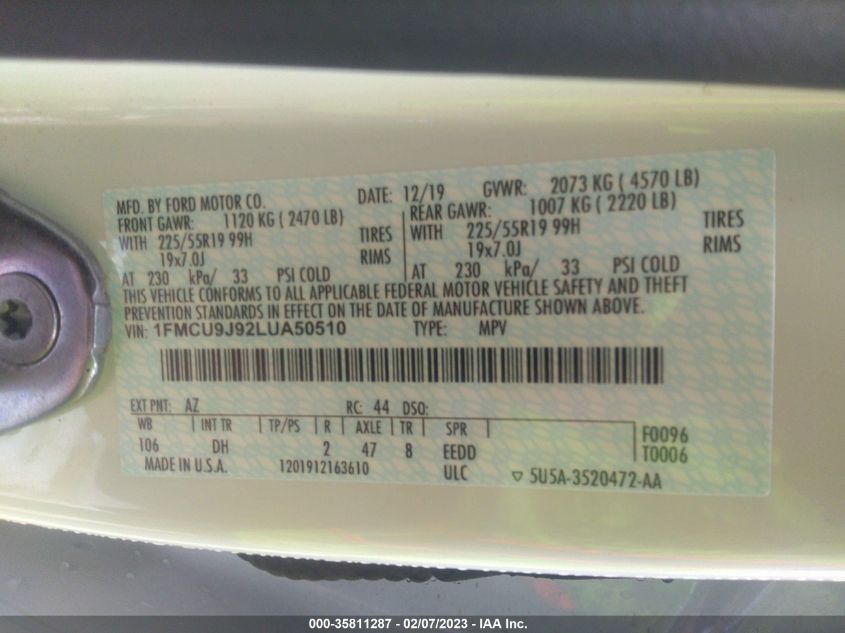 MFD. BY FORD MOTOR CO. DATE: 12/19 GVWR: 2073 KG ( 4570 LB)
FRONT GAWR: 1120 KG ( 2470 LB) REAR GAWR: 1007 KG ( 2220 LB)
WITH 225/55R19 99H TIRES WITH 225/55R19 99H TIRES
19x7.0J RIMS 19x7.0J RIMS
AT 230 kPa/ 33 PSI COLD AT 230 kPa/ 33 PSI COLD
THIS VEHICLE CONFORMS TO ALL APPLICABLE FEDERAL MOTOR VEHICLE SAFETY AND THEFT
PREVENTION STANDARDS IN EFFECT ON THE DATE OF MANUFACTURE SHOWN ABOVE.
VIN: 1FMCU9J92LUA50510 TYPE: MPV
EXT PNT: AZ RC: 44 DSO:
WB INT TR TP/PS R AXLE TR SPR F0096
106 DH 2 47 8 EEDD T0006
MADE IN U.S.A. 1201912163610 ULC ▽ 5U5A-3520472-AA
000-35811287 - 02/07/2023 - IAA Inc.